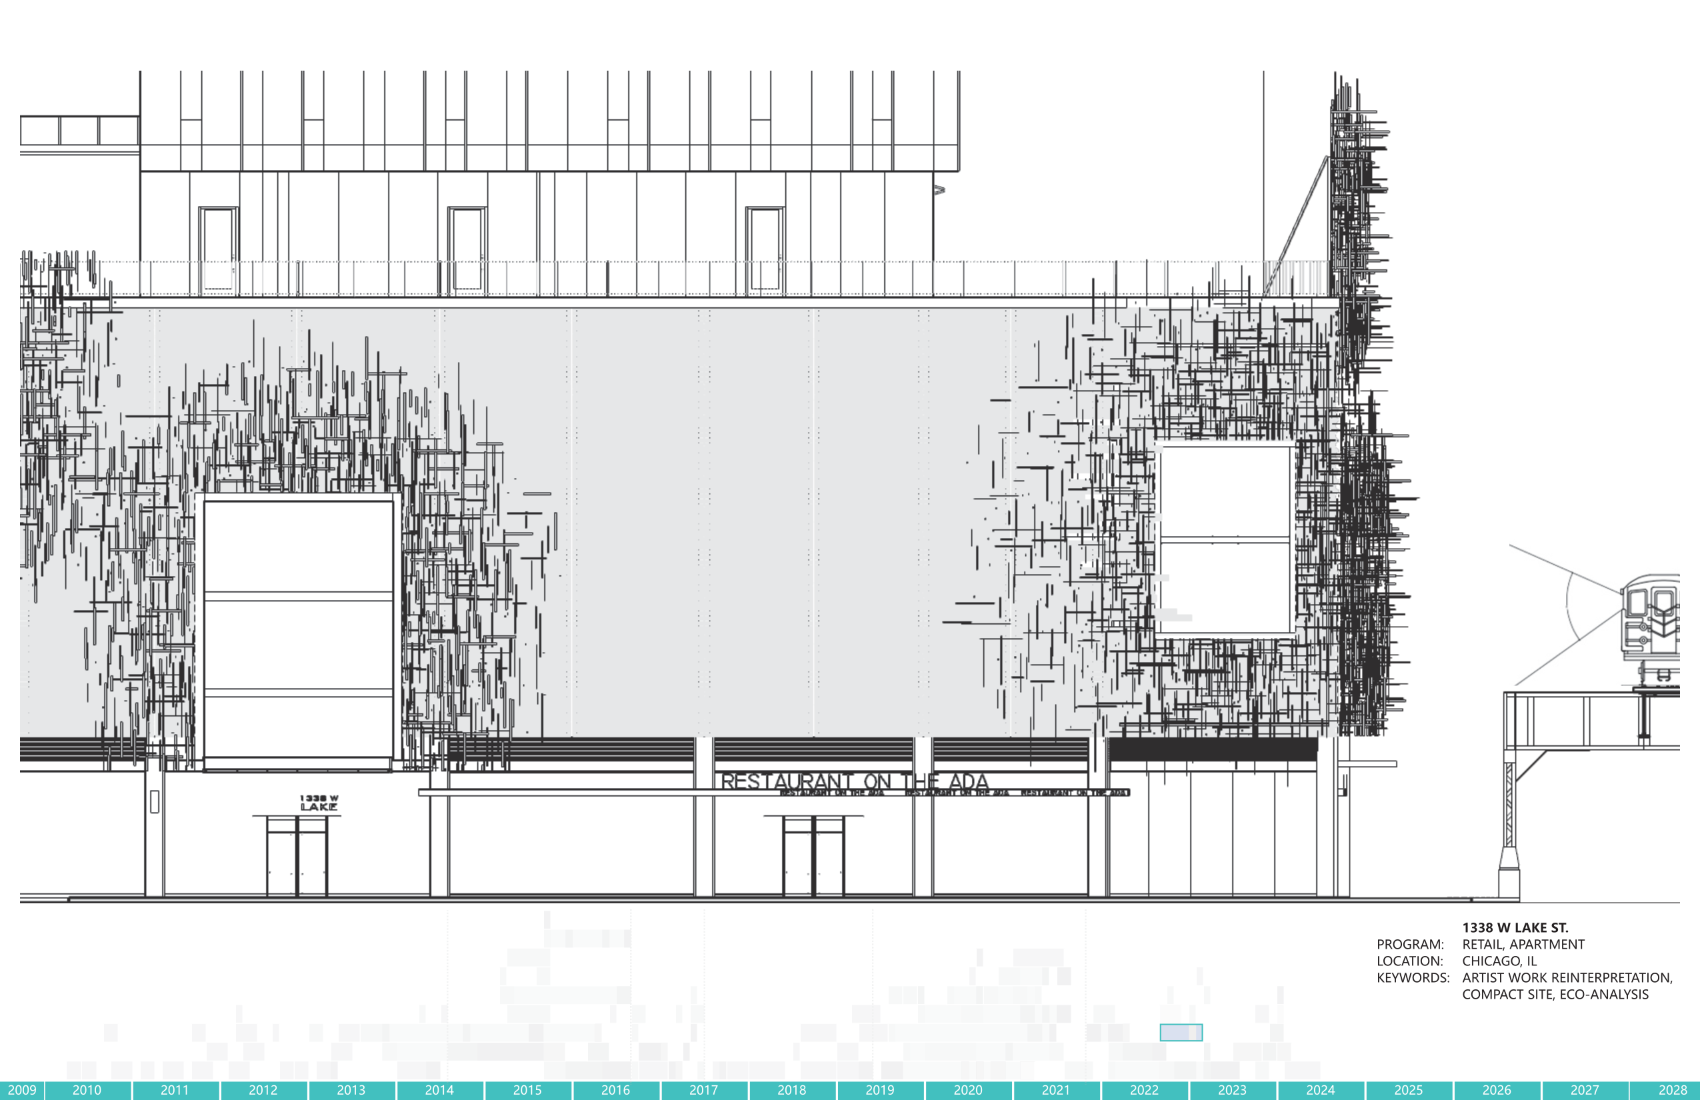 RESTAURANT ON THE ADA
RESTAURANT ON THE ADA RESTAURANT ON THE ADA RESTAURANT ON THE ADA
1338 W
LAKE
1338 W LAKE ST.
PROGRAM: RETAIL, APARTMENT
LOCATION: CHICAGO, IL
KEYWORDS: ARTIST WORK REINTERPRETATION,
COMPACT SITE, ECO-ANALYSIS
2009 2010 2011 2012 2013 2014 2015 2016 2017 2018 2019 2020 2021 2022 2023 2024 2025 2026 2027 2028